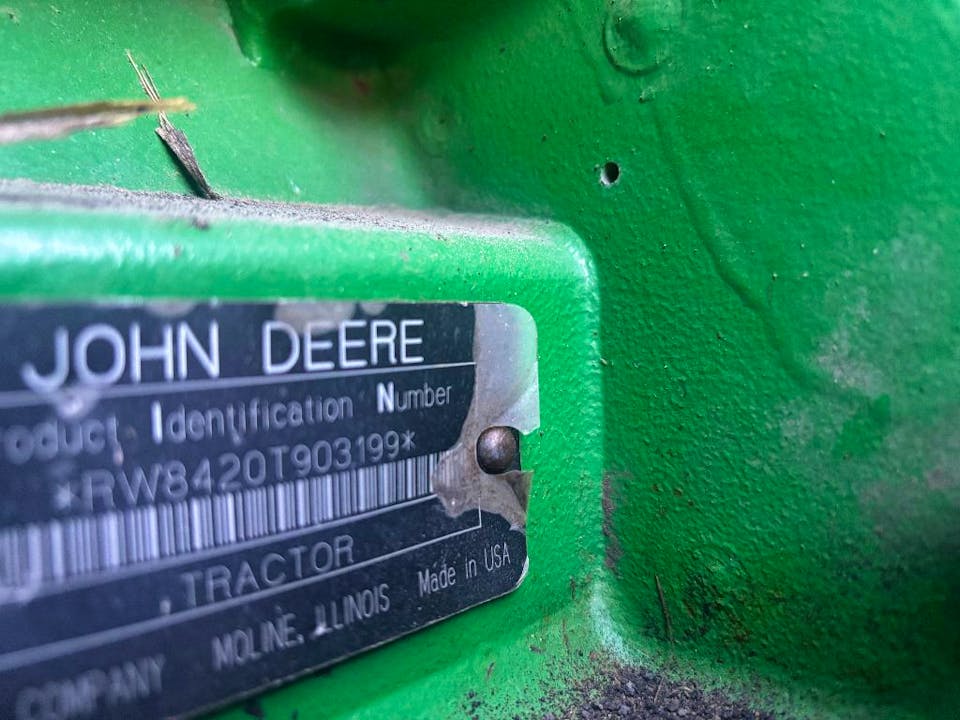 JOHN DEERE
roduct Identification Number
*RW8420T903199*
TRACTOR
COMPANY MOLINE, ILLINOIS Made in USA